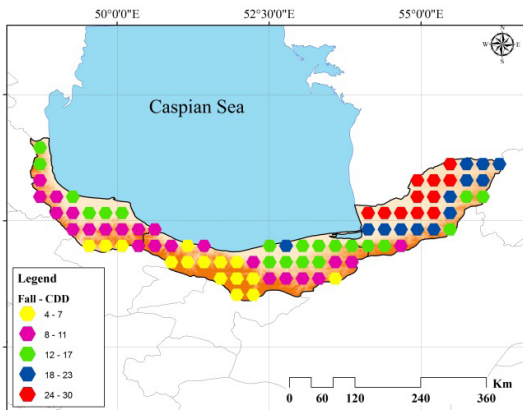 50°0'0"E 52°30'0"E 55°0'0"E
N
W E
S
Caspian Sea
Legend
Fall - CDD
4 - 7
8 - 11
12 - 17
18 - 23
24 - 30
Km
0 60 120 240 360